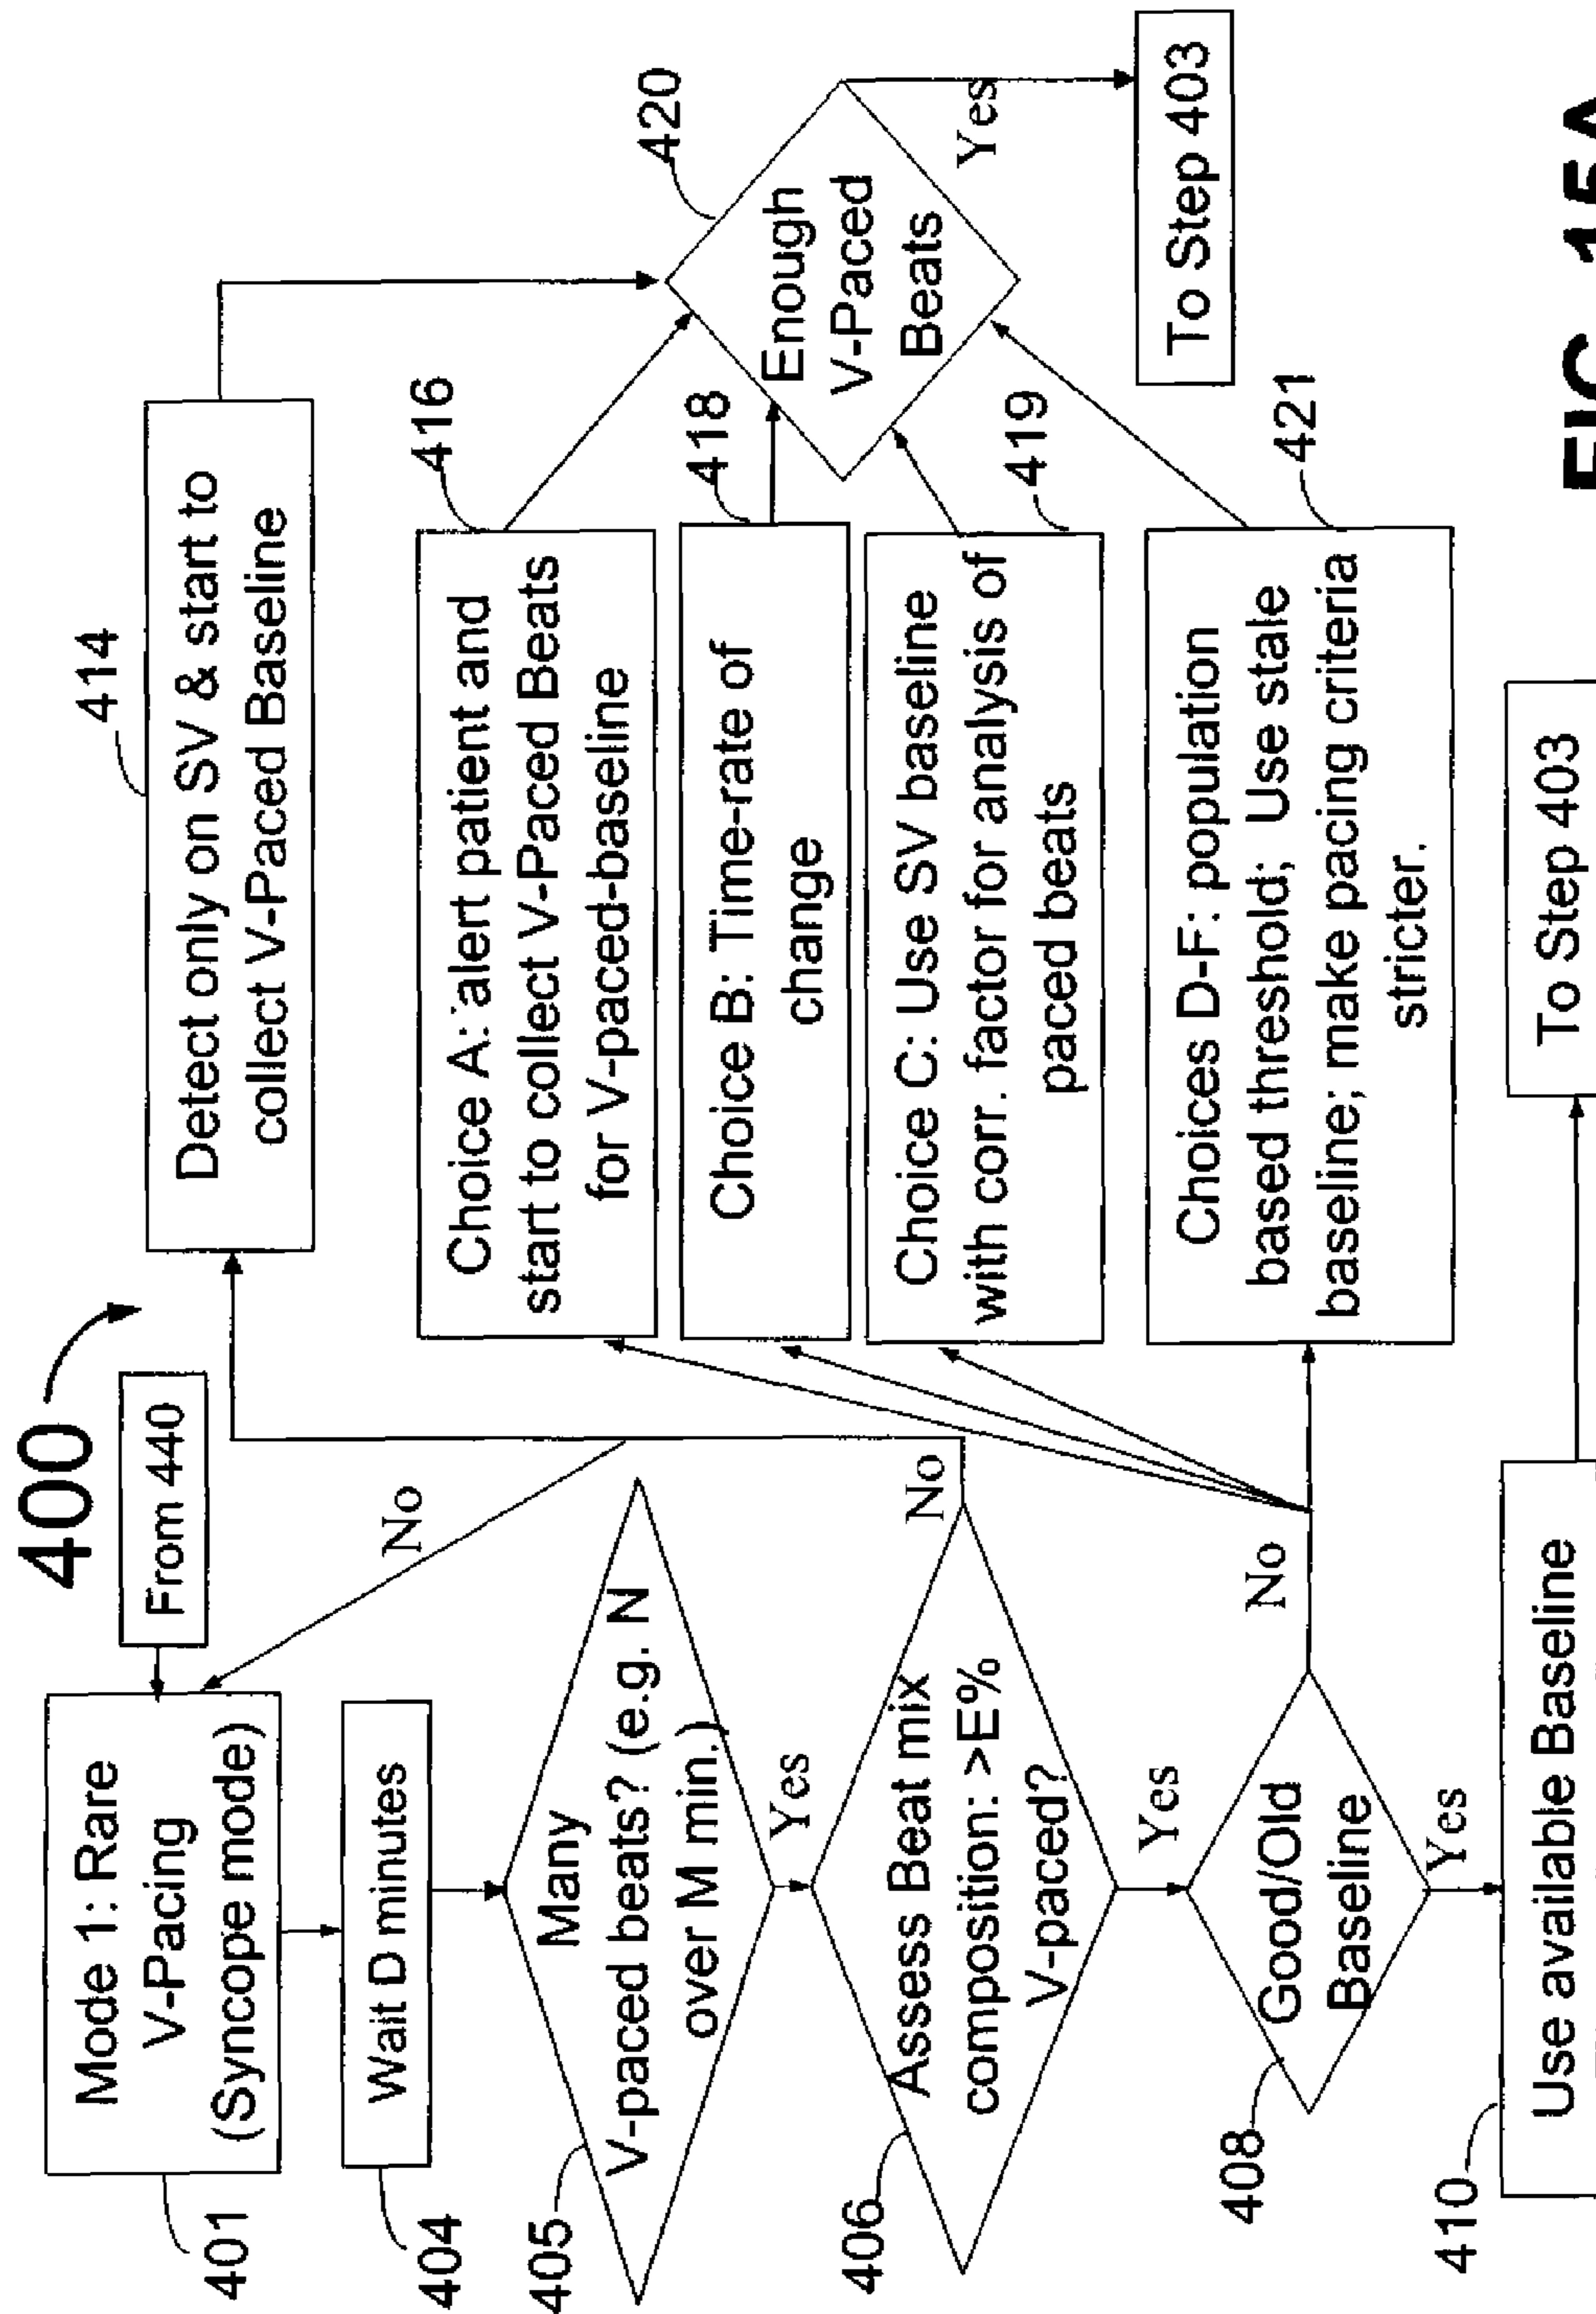 400
From 440
Mode 1: Rare
V-Pacing
(Syncope mode)
401
Wait D minutes
404
No
Many
V-paced beats? (e.g. N
over M min.)
405
Yes
Assess Beat mix
composition: >E%
V-paced?
406
No
Yes
Good/Old
Baseline
408
No
Yes
Use available Baseline
410
To Step 403
414
Detect only on SV & start to
collect V-Paced Baseline
Choice A: alert patient and
start to collect V-Paced Beats
for V-paced-baseline
416
Choice B: Time-rate of
change
418
Choice C: Use SV baseline
with corr. factor for analysis of
paced beats
419
Choices D-F: population
based threshold; Use stale
baseline; make pacing criteria
stricter.
421
420
Enough
V-Paced
Beats
Yes
To Step 403
FIG. 15A